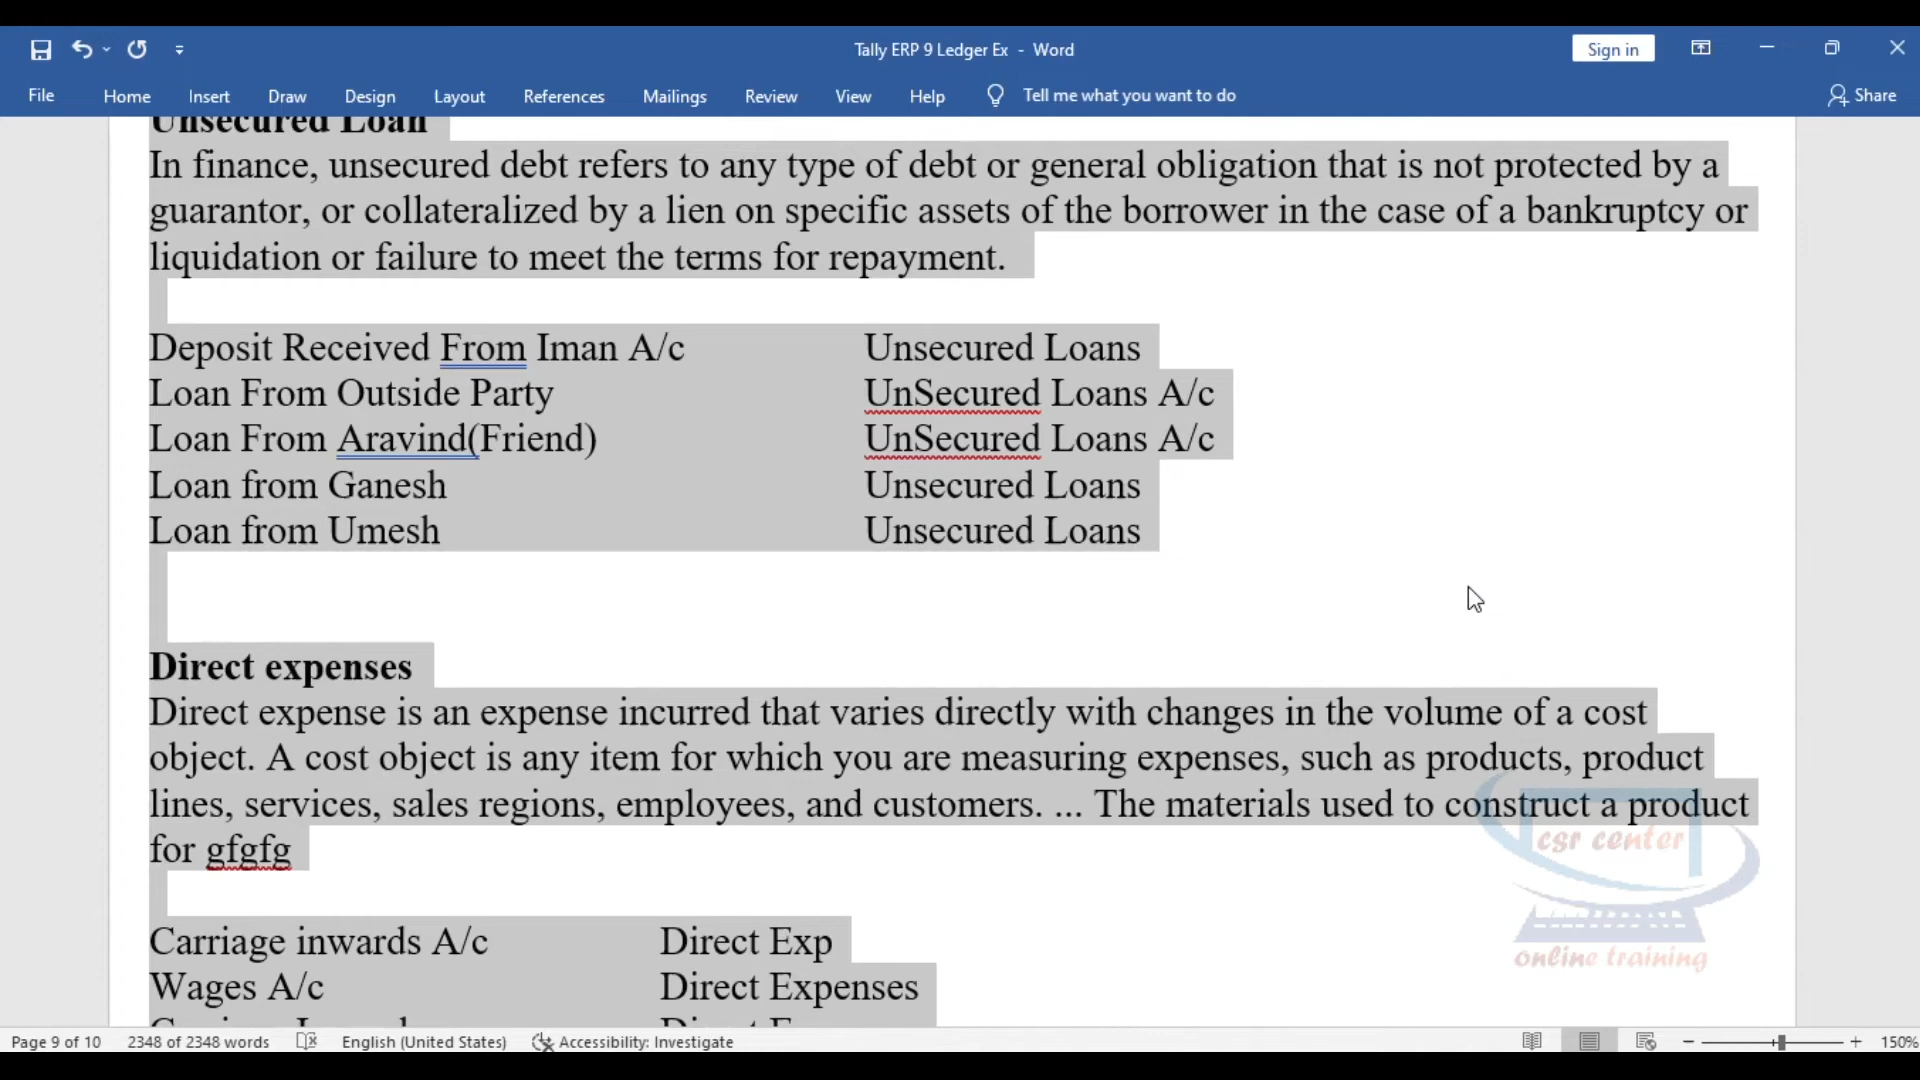 Tally ERP 9 Ledger Ex - Word
Sign in
File Home Insert Draw Design Layout References Mailings Review View Help Tell me what you want to do Share
Unsecured Loan
In finance, unsecured debt refers to any type of debt or general obligation that is not protected by a
guarantor, or collateralized by a lien on specific assets of the borrower in the case of a bankruptcy or
liquidation or failure to meet the terms for repayment.
Deposit Received From Iman A/c Unsecured Loans
Loan From Outside Party UnSecured Loans A/c
Loan From Aravind(Friend) UnSecured Loans A/c
Loan from Ganesh Unsecured Loans
Loan from Umesh Unsecured Loans
Direct expenses
Direct expense is an expense incurred that varies directly with changes in the volume of a cost
object. A cost object is any item for which you are measuring expenses, such as products, product
lines, services, sales regions, employees, and customers. ... The materials used to construct a product
for gfgfg
csr center
online training
Carriage inwards A/c Direct Exp
Wages A/c Direct Expenses
Page 9 of 10 2348 of 2348 words English (United States) Accessibility: Investigate 150%